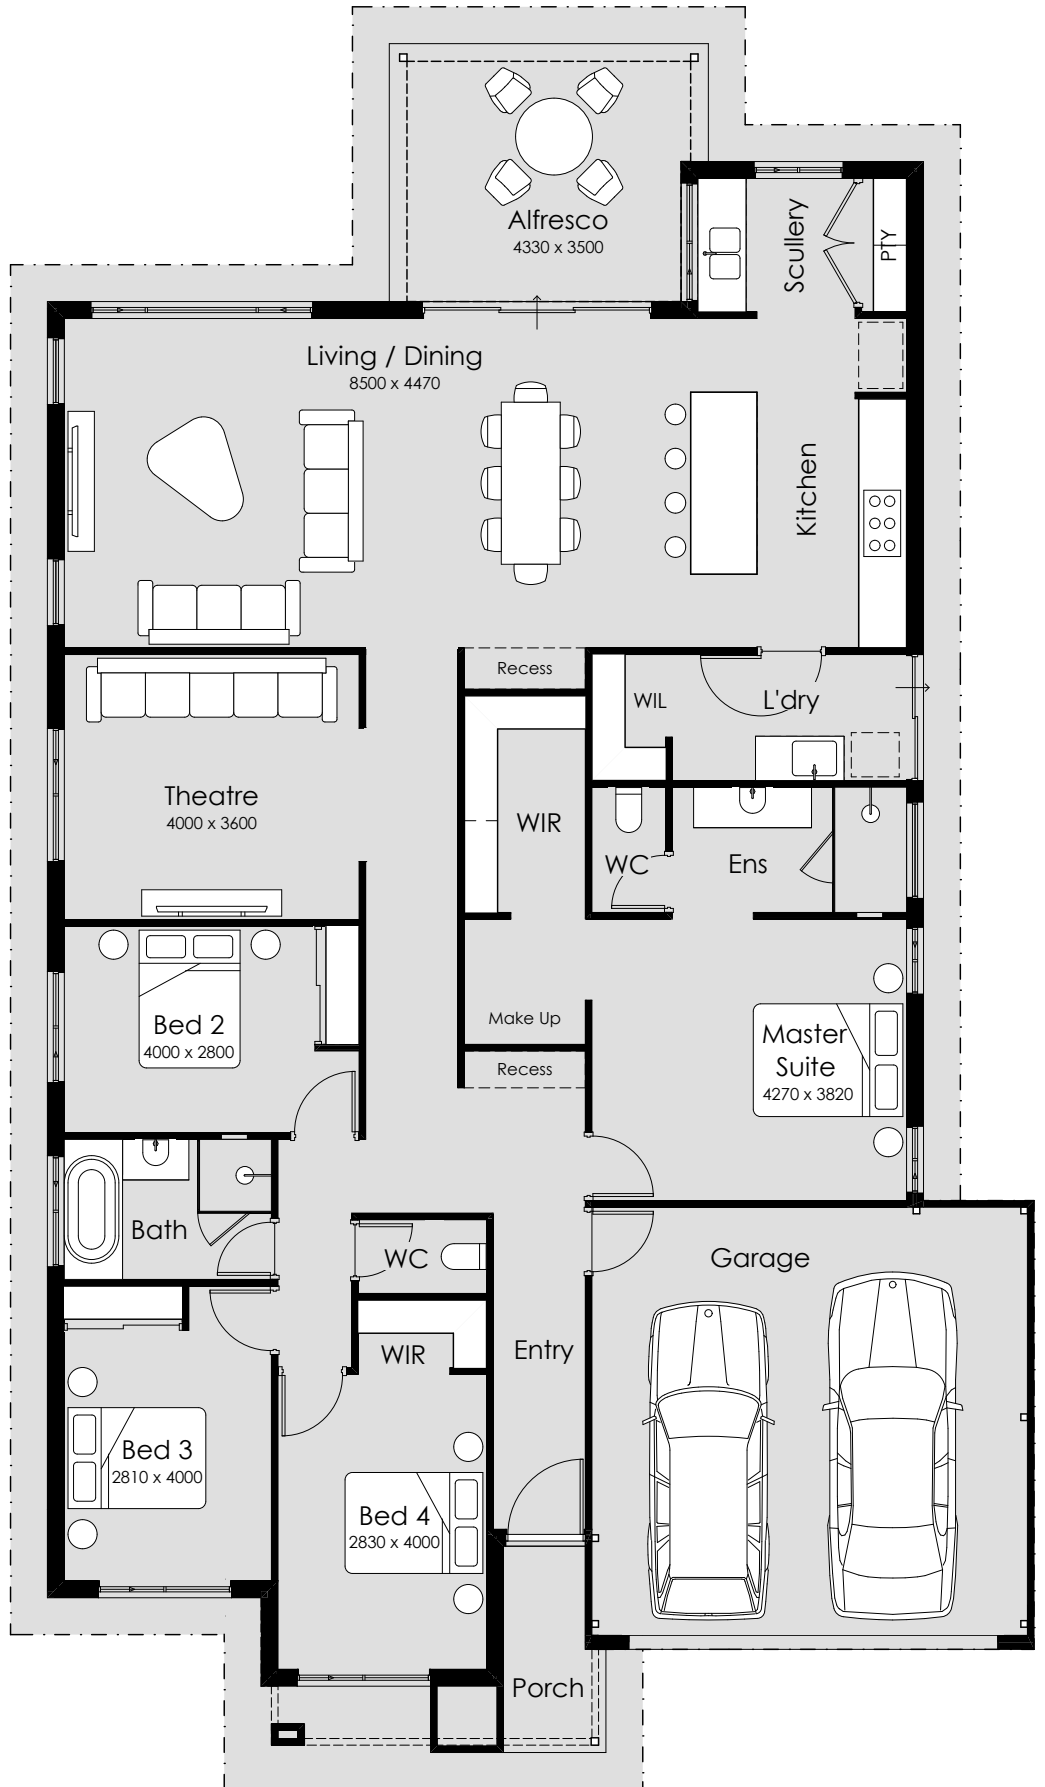 Alfresco
4330 x 3500
Scullery
PTY
Living / Dining
8500 x 4470
Kitchen
Recess
WIL
L'dry
Theatre
4000 x 3600
WIR
WC
Ens
Bed 2
4000 x 2800
Make Up
Master
Suite
4270 x 3820
Recess
Bath
WC
Garage
WIR
Entry
Bed 3
2810 x 4000
Bed 4
2830 x 4000
Porch